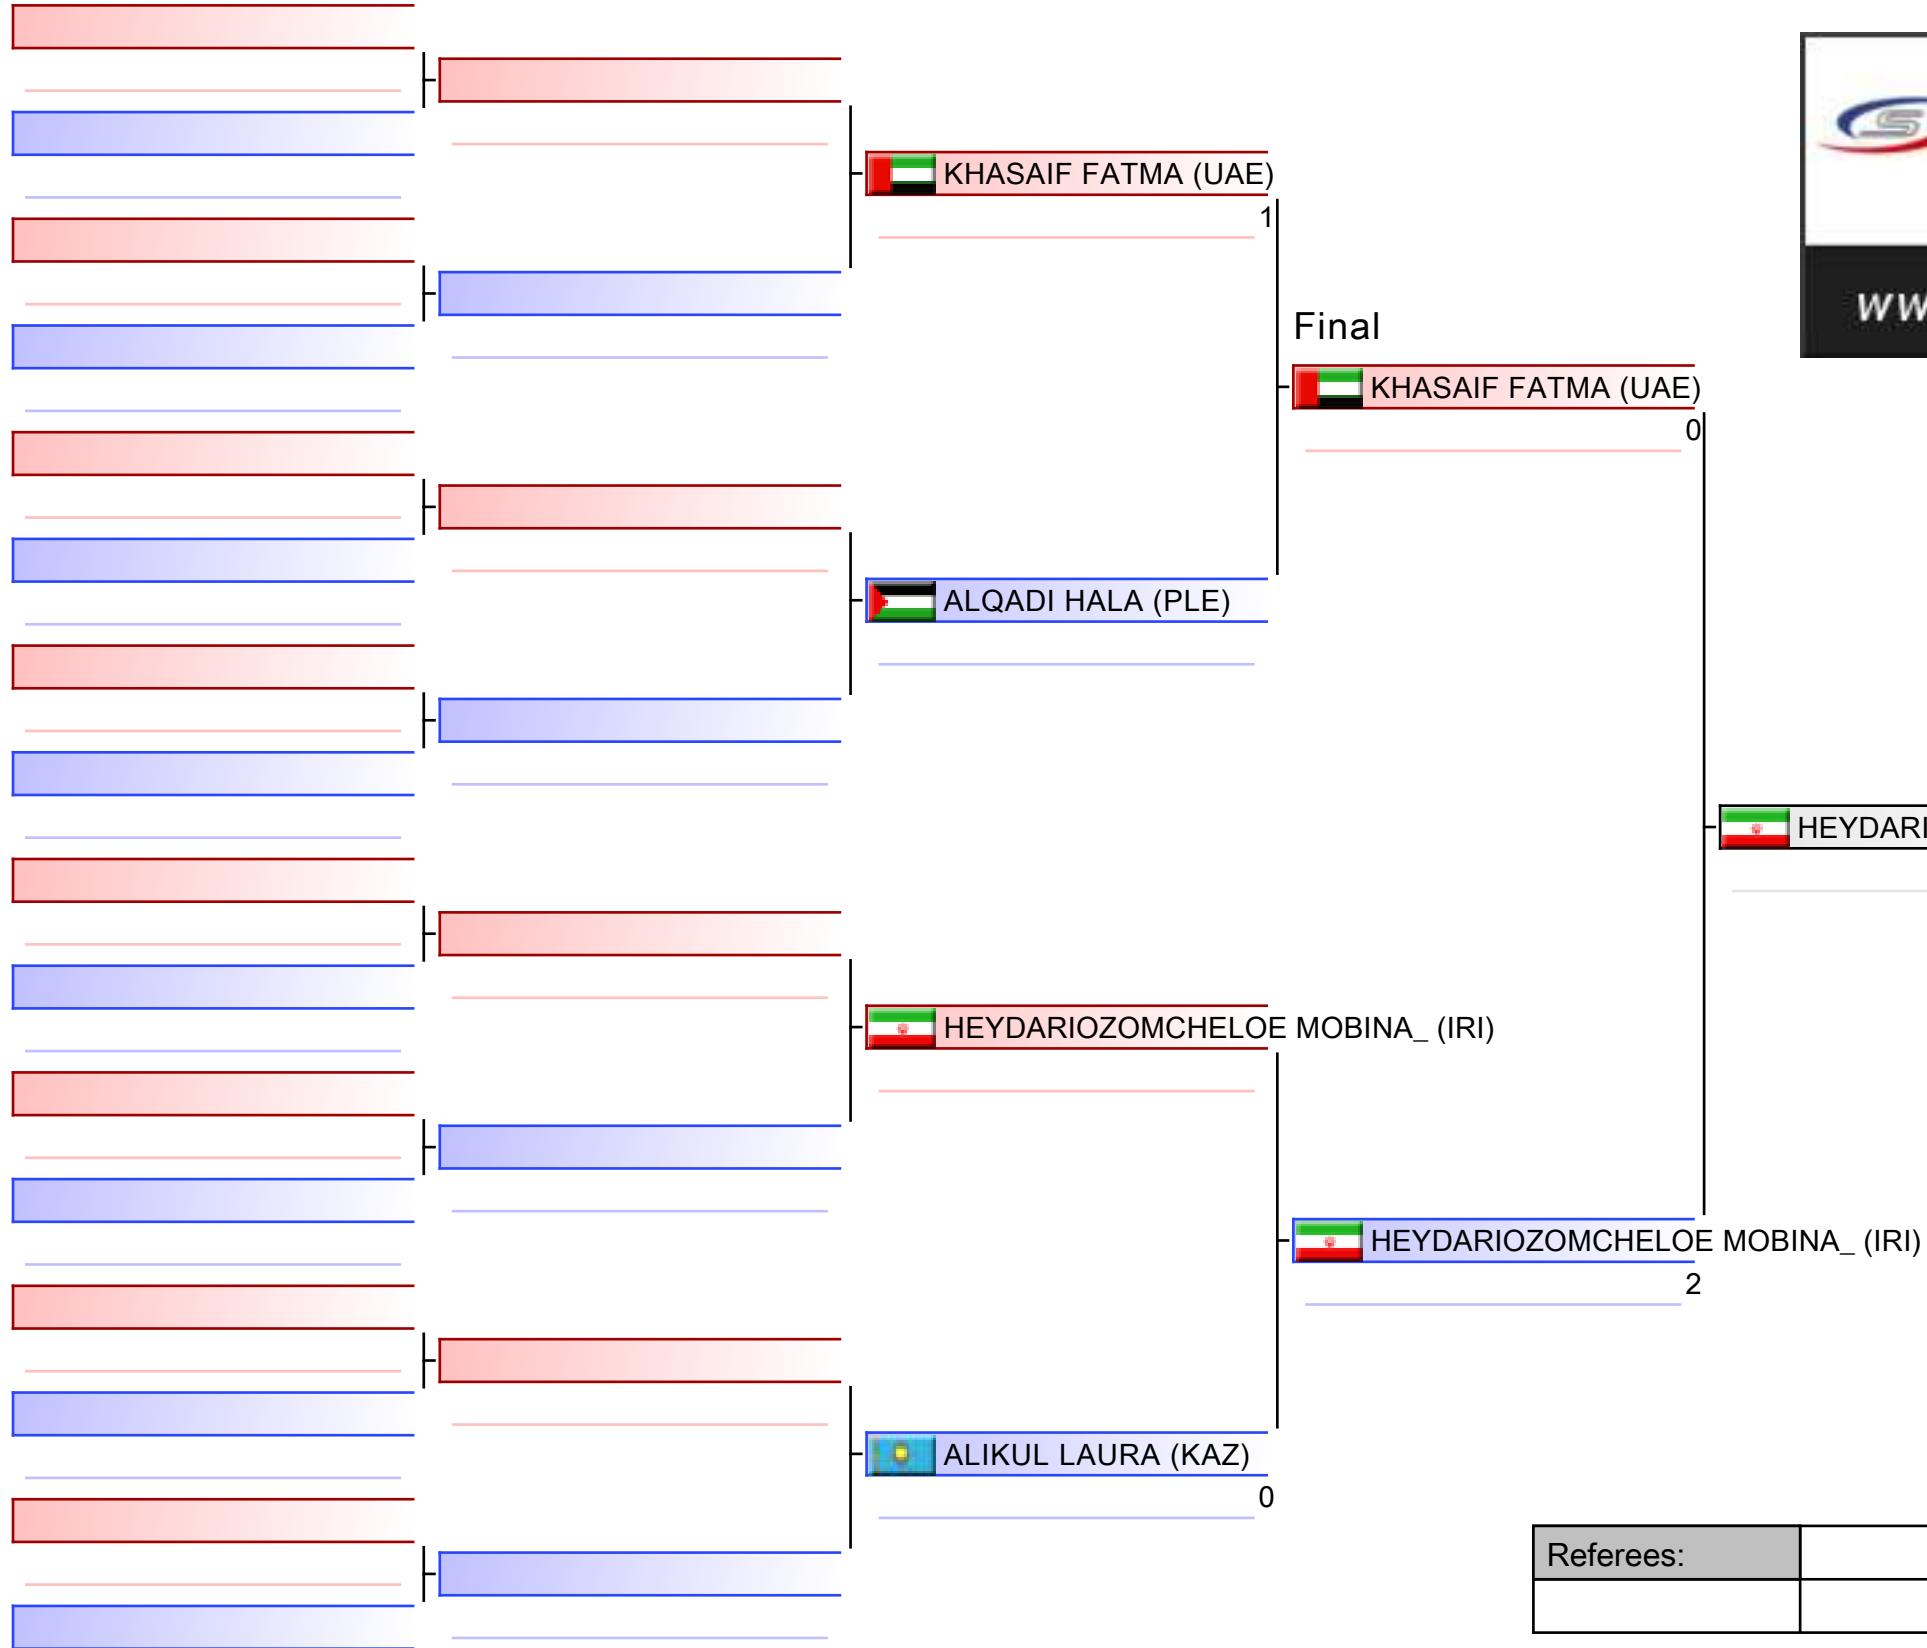 KHASAIF FATMA (UAE)
1
Final
KHASAIF FATMA (UAE)
0
ALQADI HALA (PLE)
HEYDARI
HEYDARIOZOMCHELOE MOBINA_ (IRI)
HEYDARIOZOMCHELOE MOBINA_ (IRI)
2
ALIKUL LAURA (KAZ)
0
Referees: